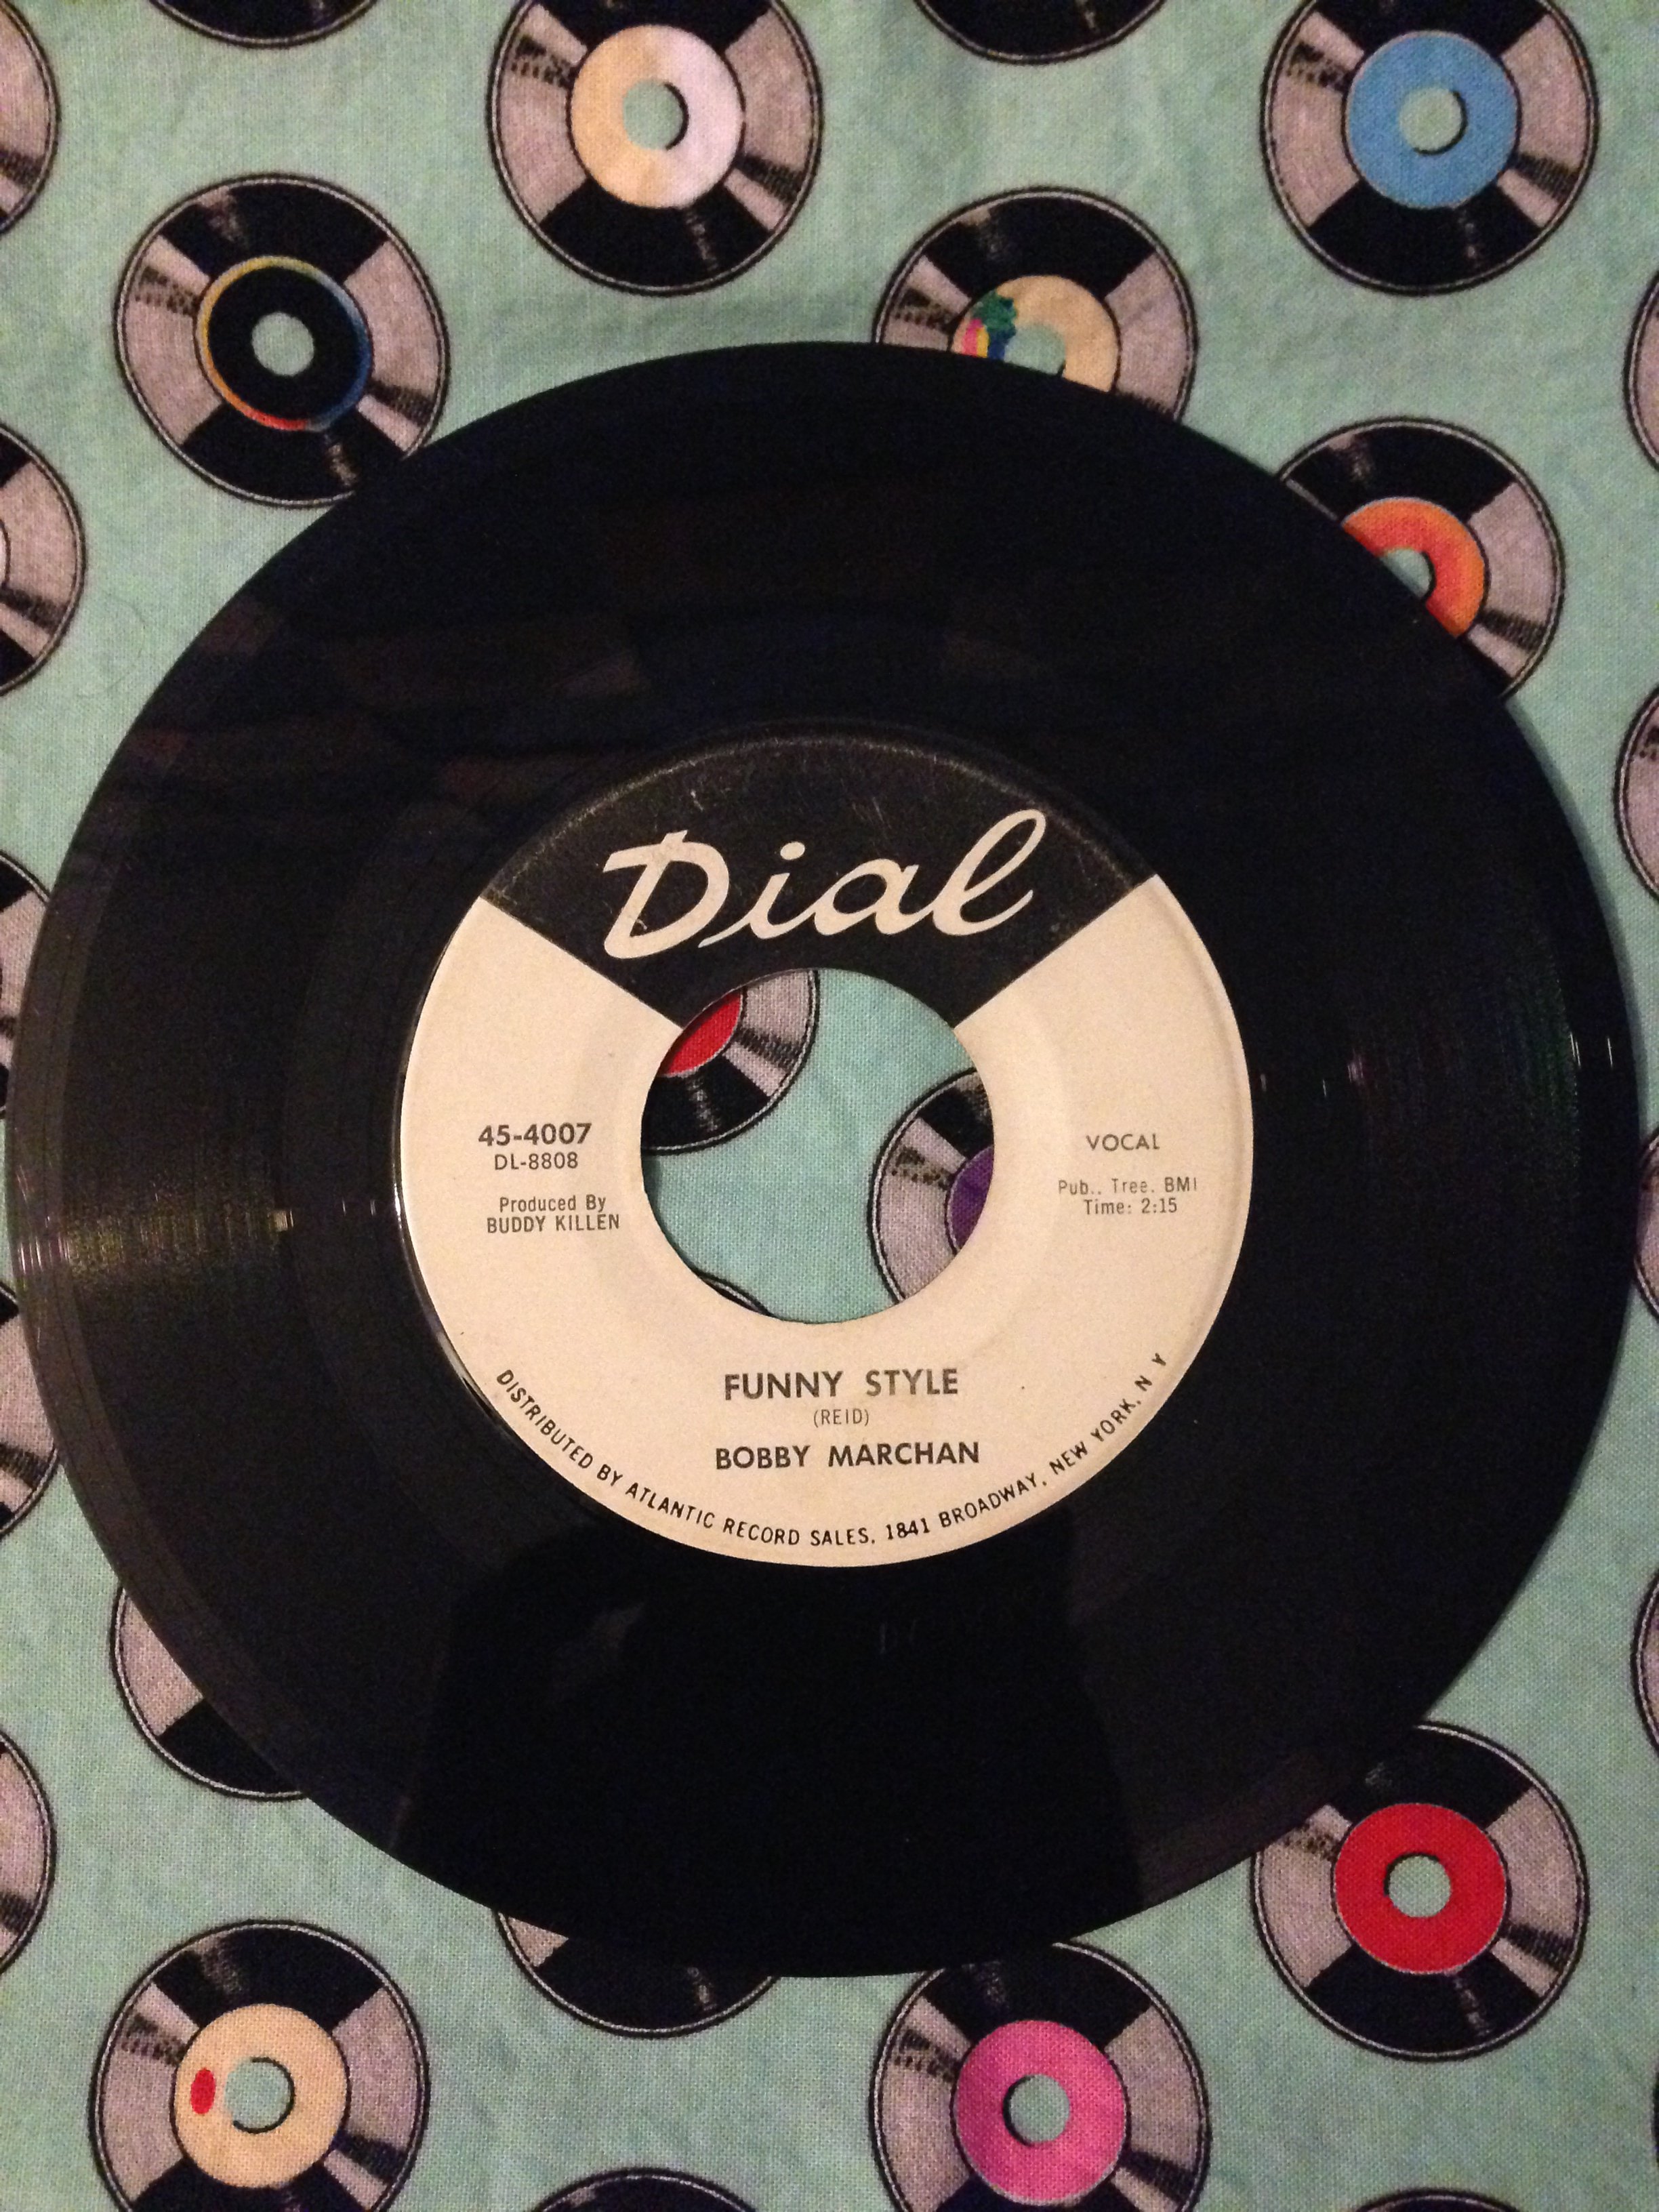 Dial
45-4007
DL-8808
Produced By
BUDDY KILLEN
VOCAL
Pub., Tree, BMI
Time: 2:15
FUNNY STYLE
(REID)
BOBBY MARCHAN
DISTRIBUTED BY ATLANTIC RECORD SALES, 1841 BROADWAY, NEW YORK, N Y